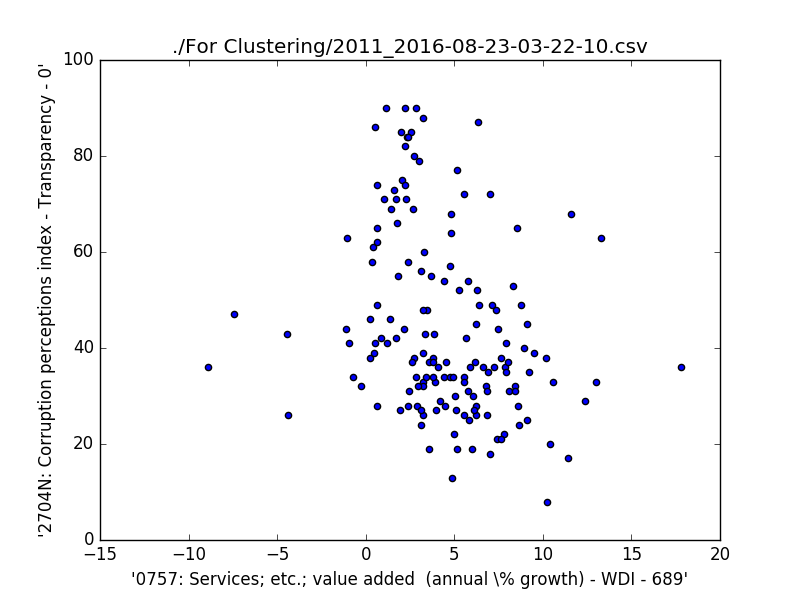 ./For Clustering/2011_2016-08-23-03-22-10.csv
'2704N: Corruption perceptions index - Transparency - 0'
100
80
60
40
20
0
−15 −10 −5 0 5 10 15 20
'0757: Services; etc.; value added  (annual \% growth) - WDI - 689'